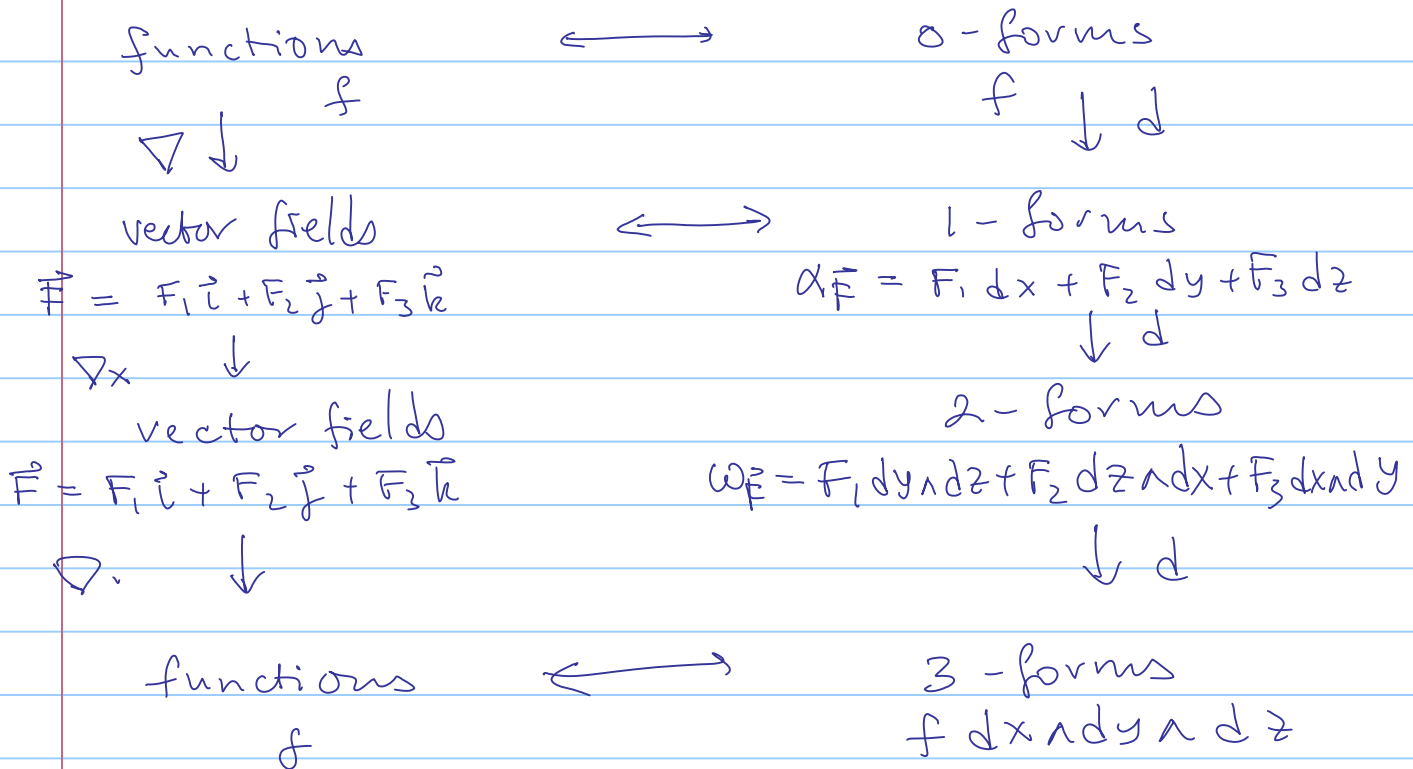 functions ⟷ 0-forms
f f ↓ d
∇ ↓
vector fields ⟷ 1-forms
F⃗ = F₁ i⃗ + F₂ j⃗ + F₃ k⃗ α_F⃗ = F₁ dx + F₂ dy + F₃ dz
∇× ↓ ↓ d
vector fields 2-forms
F⃗ = F₁ i⃗ + F₂ j⃗ + F₃ k⃗ ω_F⃗ = F₁ dy∧dz + F₂ dz∧dx + F₃ dx∧dy
∇· ↓ ↓ d
functions ⟷ 3-forms
f f dx∧dy∧dz